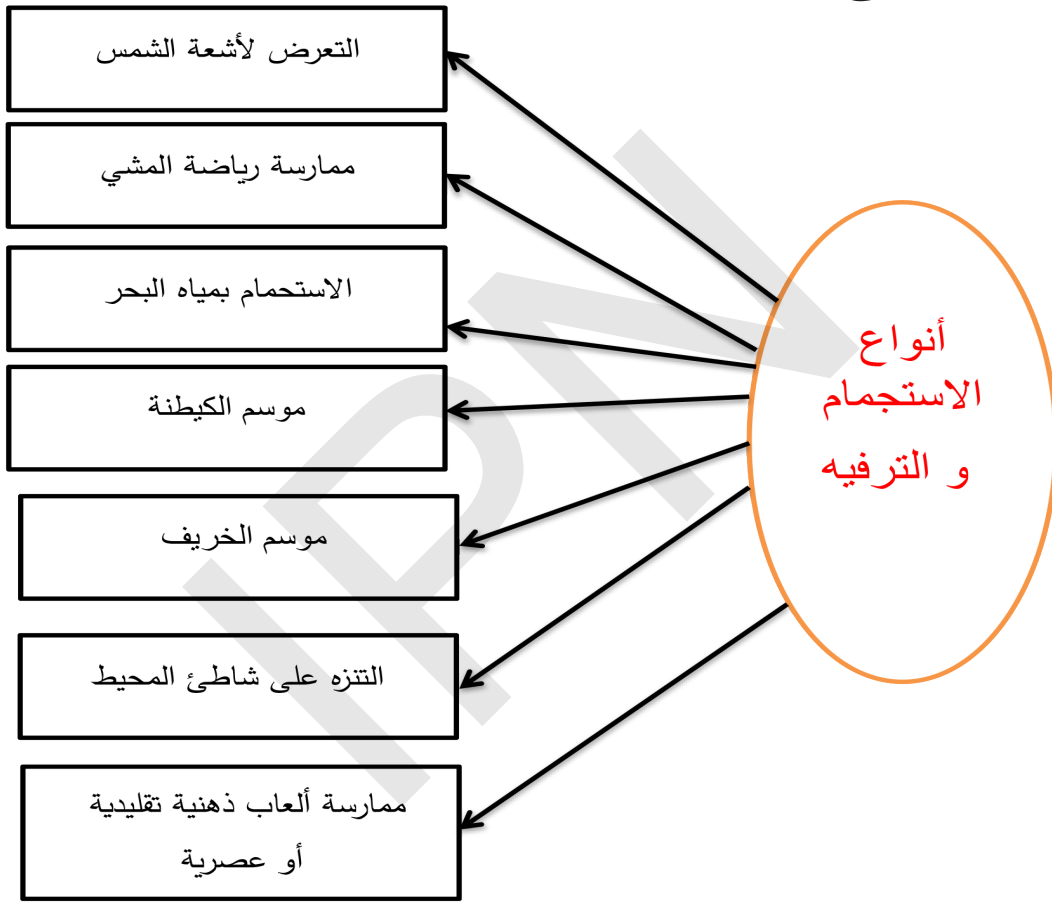 أنواع
الاستجمام
و الترفيه
التعرض لأشعة الشمس
ممارسة رياضة المشي
الاستحمام بمياه البحر
موسم الكيطنة
موسم الخريف
التنزه على شاطئ المحيط
ممارسة ألعاب ذهنية تقليدية
أو عصرية
IPN